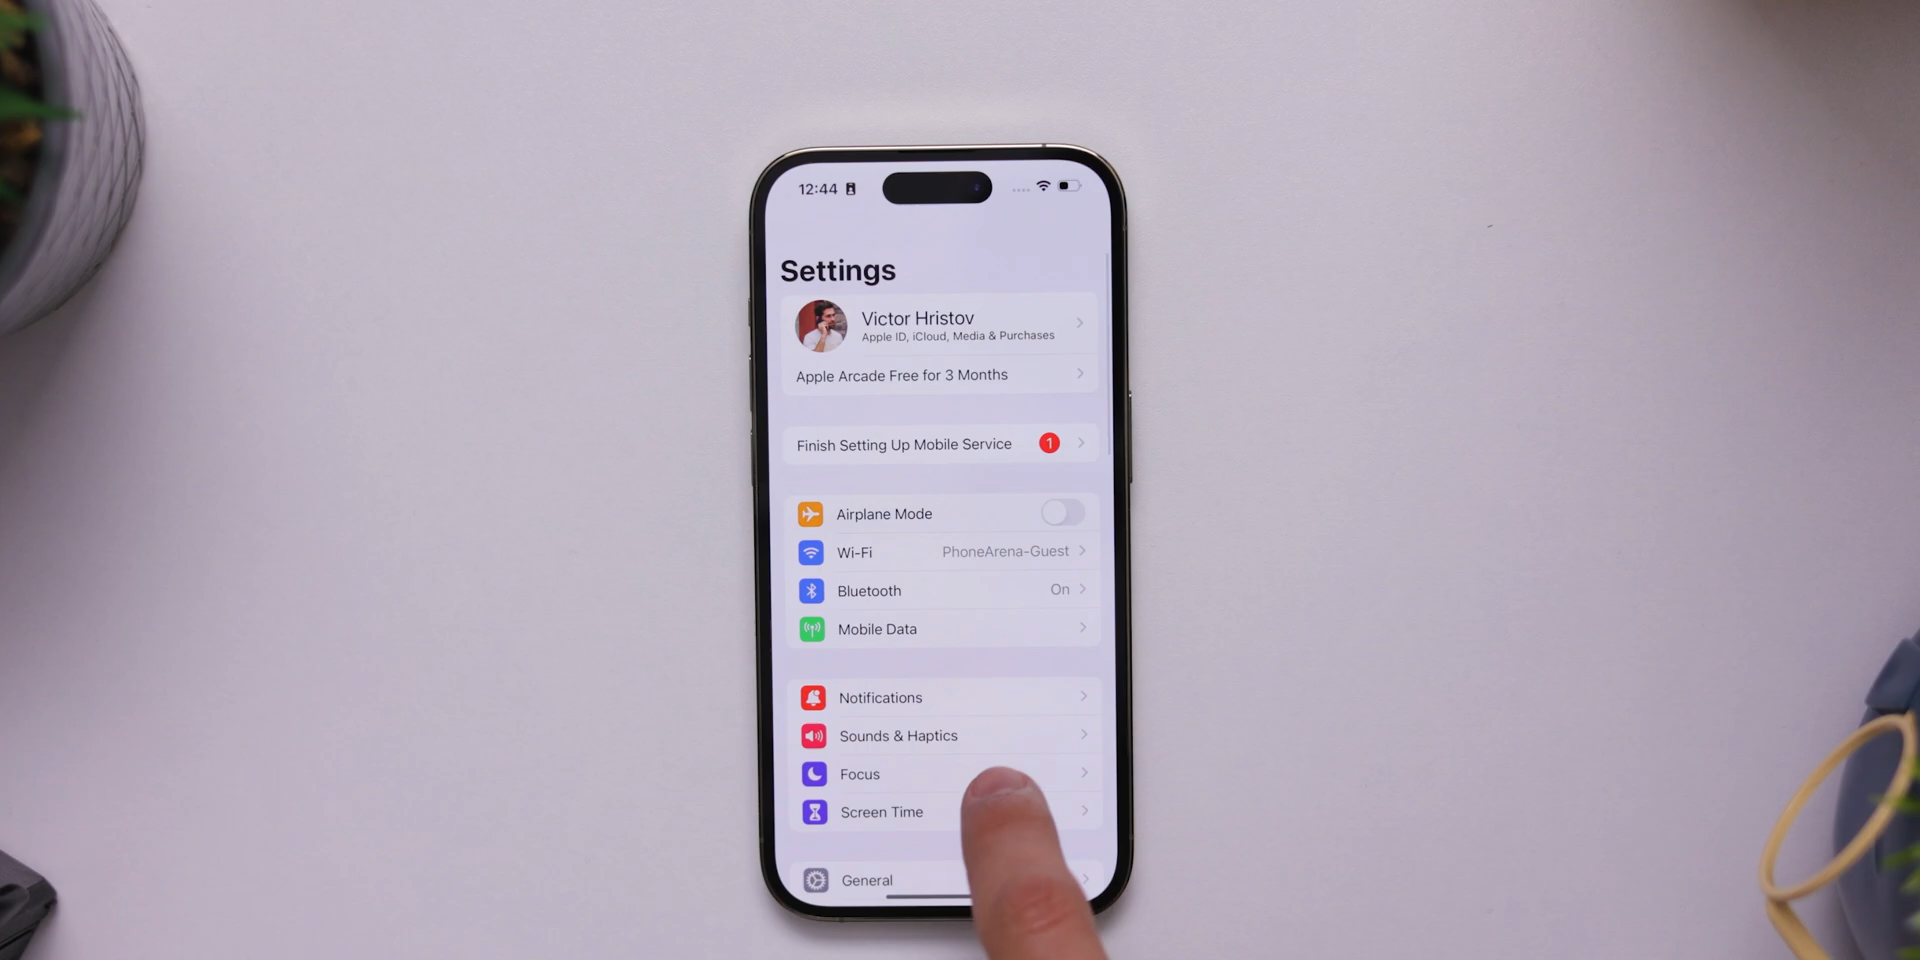 12:44
Settings
Victor Hristov
Apple ID, iCloud, Media & Purchases
Apple Arcade Free for 3 Months
Finish Setting Up Mobile Service 1
Airplane Mode
Wi-Fi PhoneArena-Guest
Bluetooth On
Mobile Data
Notifications
Sounds & Haptics
Focus
Screen Time
General